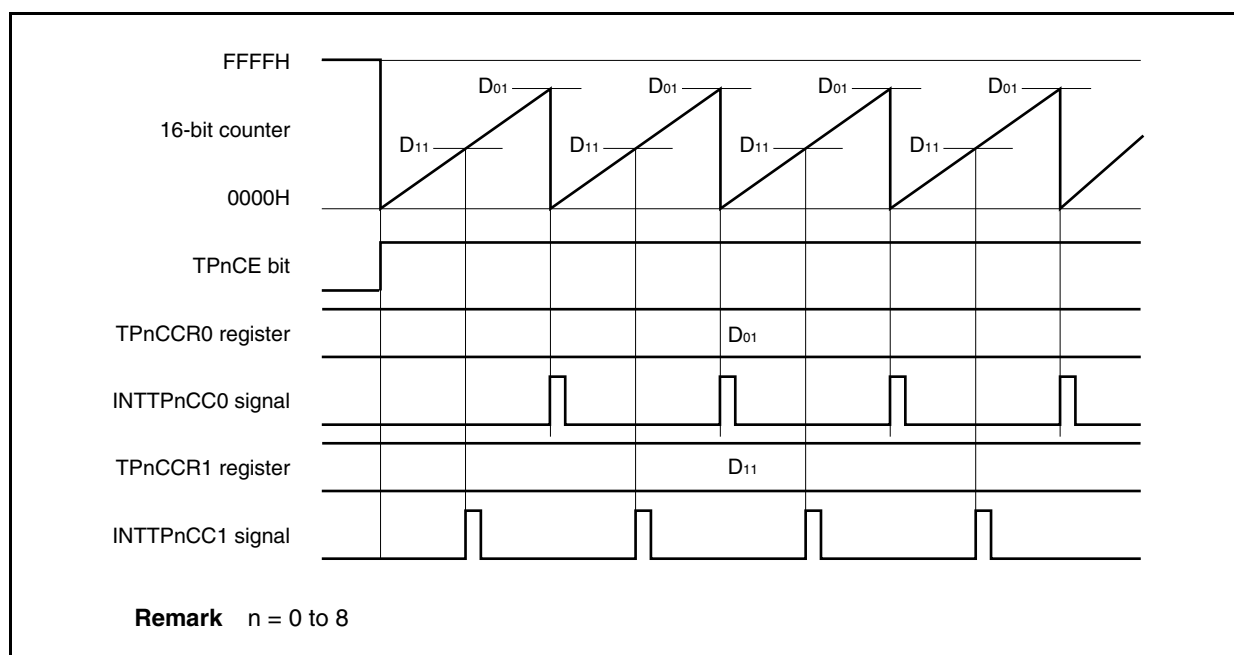 FFFFH
D01 D01 D01 D01
16-bit counter
D11 D11 D11 D11
0000H
TPnCE bit
TPnCCR0 register D01
INTTPnCC0 signal
TPnCCR1 register D11
INTTPnCC1 signal
Remark n = 0 to 8